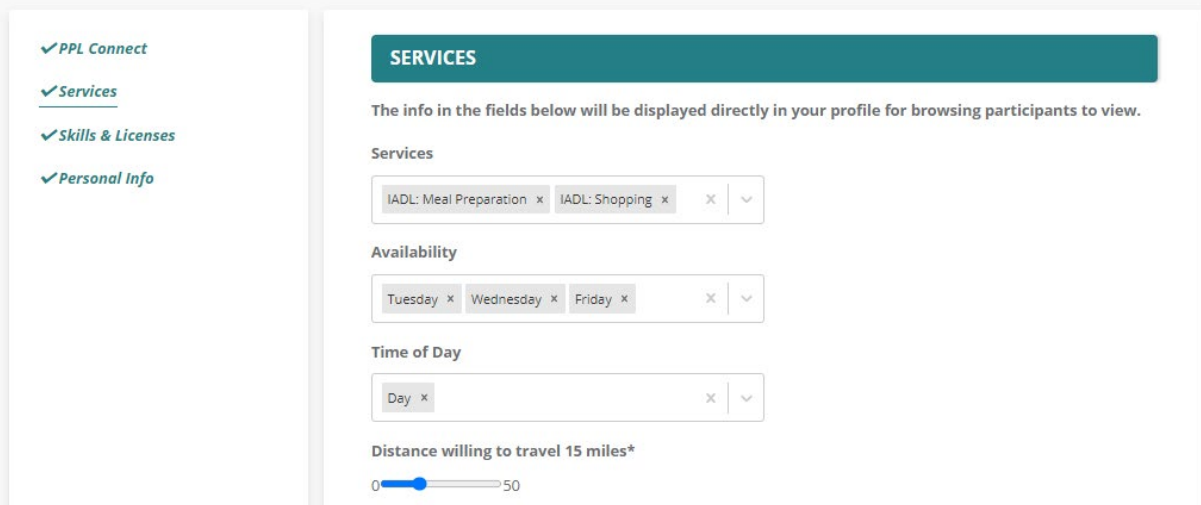 PPL Connect
Services
Skills & Licenses
Personal Info
SERVICES
The info in the fields below will be displayed directly in your profile for browsing participants to view.
Services
IADL: Meal Preparation × IADL: Shopping ×
Availability
Tuesday × Wednesday × Friday ×
Time of Day
Day ×
Distance willing to travel 15 miles*
0 50